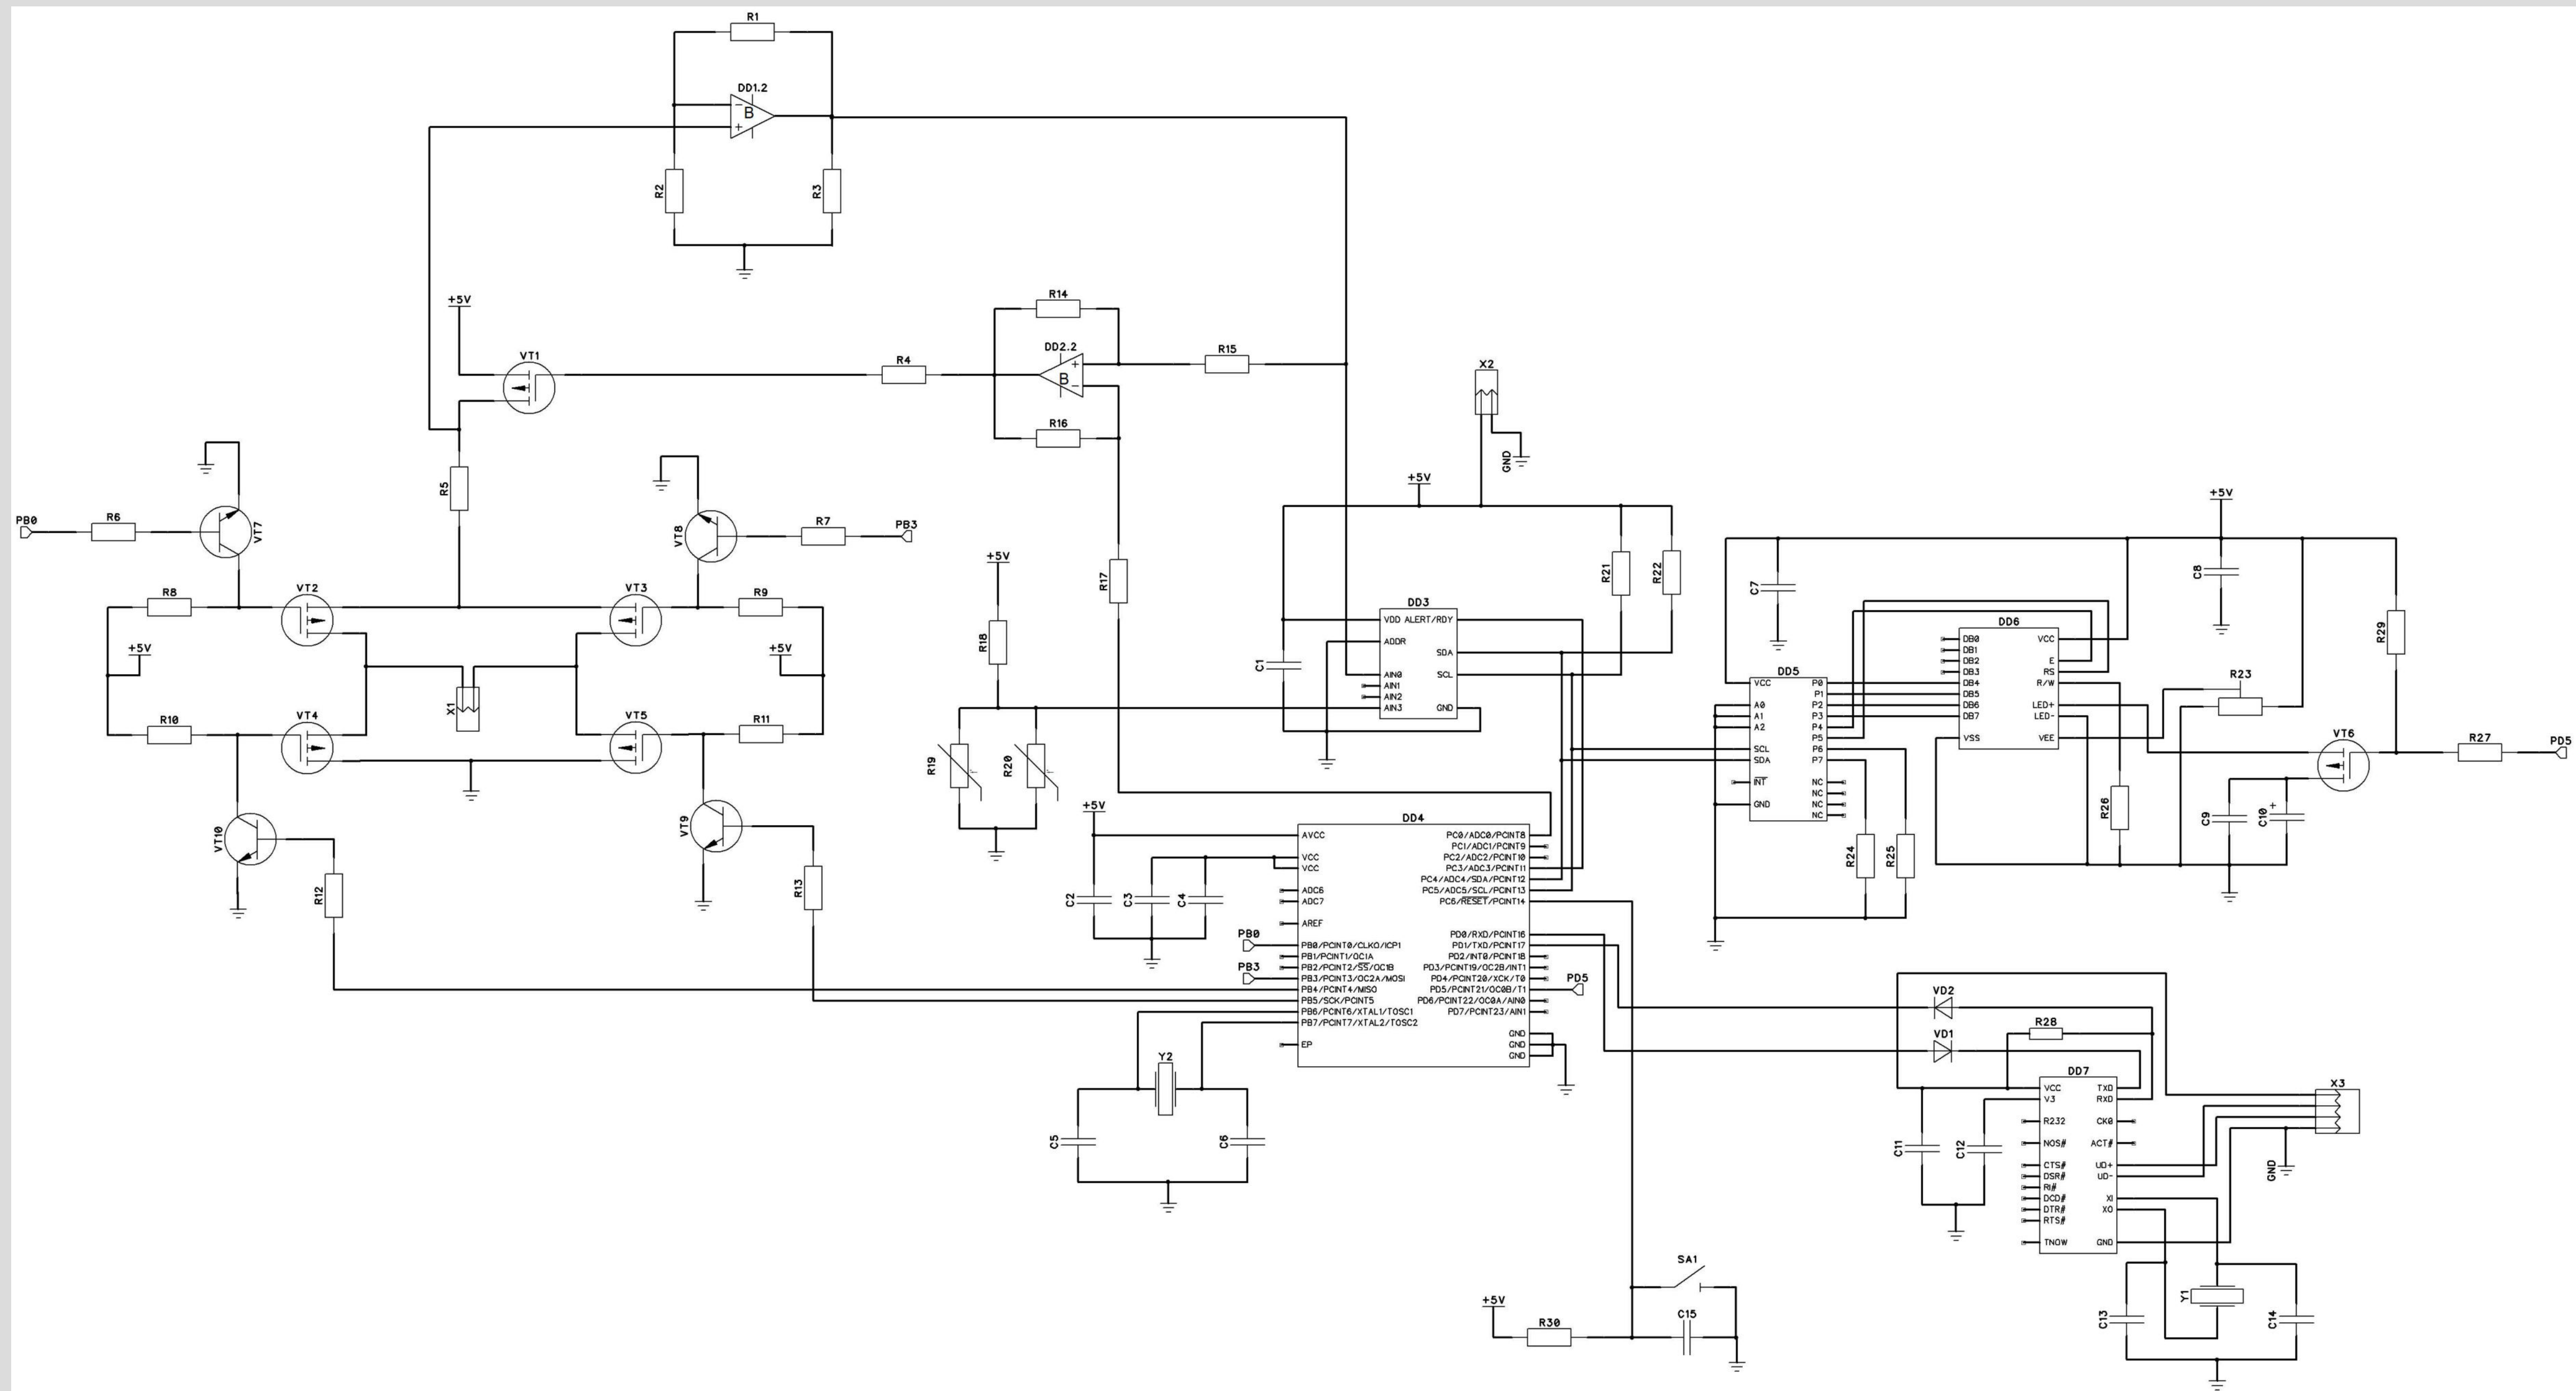 R1
DD1.2
B
R2
R3
+5V
VT1
R4
R14
DD2.2
B
R15
R16
X2
GND
R5
PB0
R6
VT7
VT8
R7
PB3
R8
VT2
VT3
R9
+5V
+5V
X1
R10
VT4
VT5
R11
VT10
R12
VT9
R13
R17
+5V
R18
R19
R20
+5V
C1
R21
R22
DD3
VDD ALERT/RDY
ADDR
SDA
AIN0 SCL
AIN1
AIN2
AIN3 GND
+5V
C2
C3
C4
DD4
AVCC PC0/ADC0/PCINT8
PC1/ADC1/PCINT9
VCC PC2/ADC2/PCINT10
VCC PC3/ADC3/PCINT11
PC4/ADC4/SDA/PCINT12
ADC6 PC5/ADC5/SCL/PCINT13
ADC7 PC6/RESET/PCINT14
AREF
PD0/RXD/PCINT16
PB0
PB0/PCINT0/CLKO/ICP1 PD1/TXD/PCINT17
PB1/PCINT1/OC1A PD2/INT0/PCINT18
PB3
PB2/PCINT2/SS/OC1B PD3/PCINT19/OC2B/INT1
PB3/PCINT3/OC2A/MOSI PD4/PCINT20/XCK/T0
PD5
PB4/PCINT4/MISO PD5/PCINT21/OC0B/T1
PB5/SCK/PCINT5 PD6/PCINT22/OC0A/AIN0
PB6/PCINT6/XTAL1/TOSC1 PD7/PCINT23/AIN1
PB7/PCINT7/XTAL2/TOSC2
GND
EP GND
GND
Y2
C5
C6
+5V
C7
C8
DD5
VCC P0
P1
A0 P2
A1 P3
A2 P4
P5
SCL P6
SDA P7
INT NC
NC
GND NC
NC
R24
R25
DD6
DB0 VCC
DB1
DB2 E
DB3 RS
DB4 R/W
DB5
DB6 LED+
DB7 LED-
VSS VEE
R23
R29
VT6
R27
PD5
R26
C9
+
C10
VD2
R28
VD1
DD7
VCC TXD
V3 RXD
R232 CK0
NOS# ACT#
CTS# UD+
DSR# UD-
RI#
DCD# XI
DTR# XO
RTS#
TNOW GND
X3
GND
C11
C12
C13
Y1
C14
SA1
+5V
R30
C15